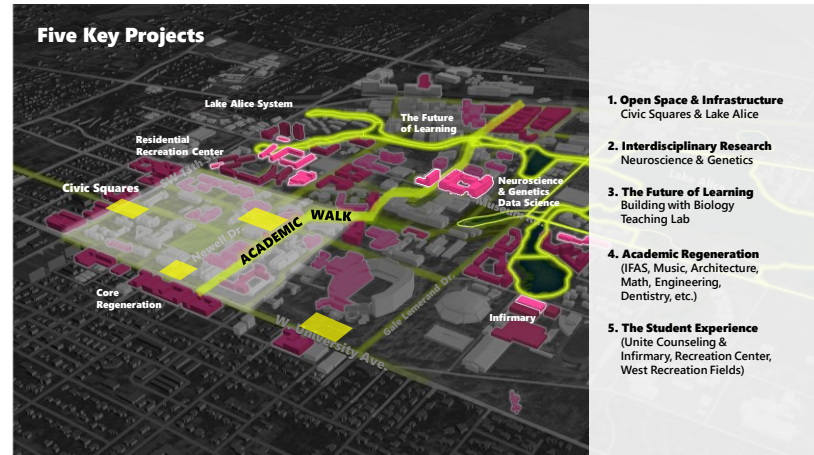 Five Key Projects
Lake Alice System
The Future
of Learning
Residential
Recreation Center
Civic Squares
Neuroscience
& Genetics
Data Science
Newell Dr.
ACADEMIC WALK
Core
Regeneration
Gale Lemerand Dr.
Infirmary
W. University Ave.
1. Open Space & Infrastructure
Civic Squares & Lake Alice
2. Interdisciplinary Research
Neuroscience & Genetics
3. The Future of Learning
Building with Biology
Teaching Lab
4. Academic Regeneration
(IFAS, Music, Architecture,
Math, Engineering,
Dentistry, etc.)
5. The Student Experience
(Unite Counseling &
Infirmary, Recreation Center,
West Recreation Fields)